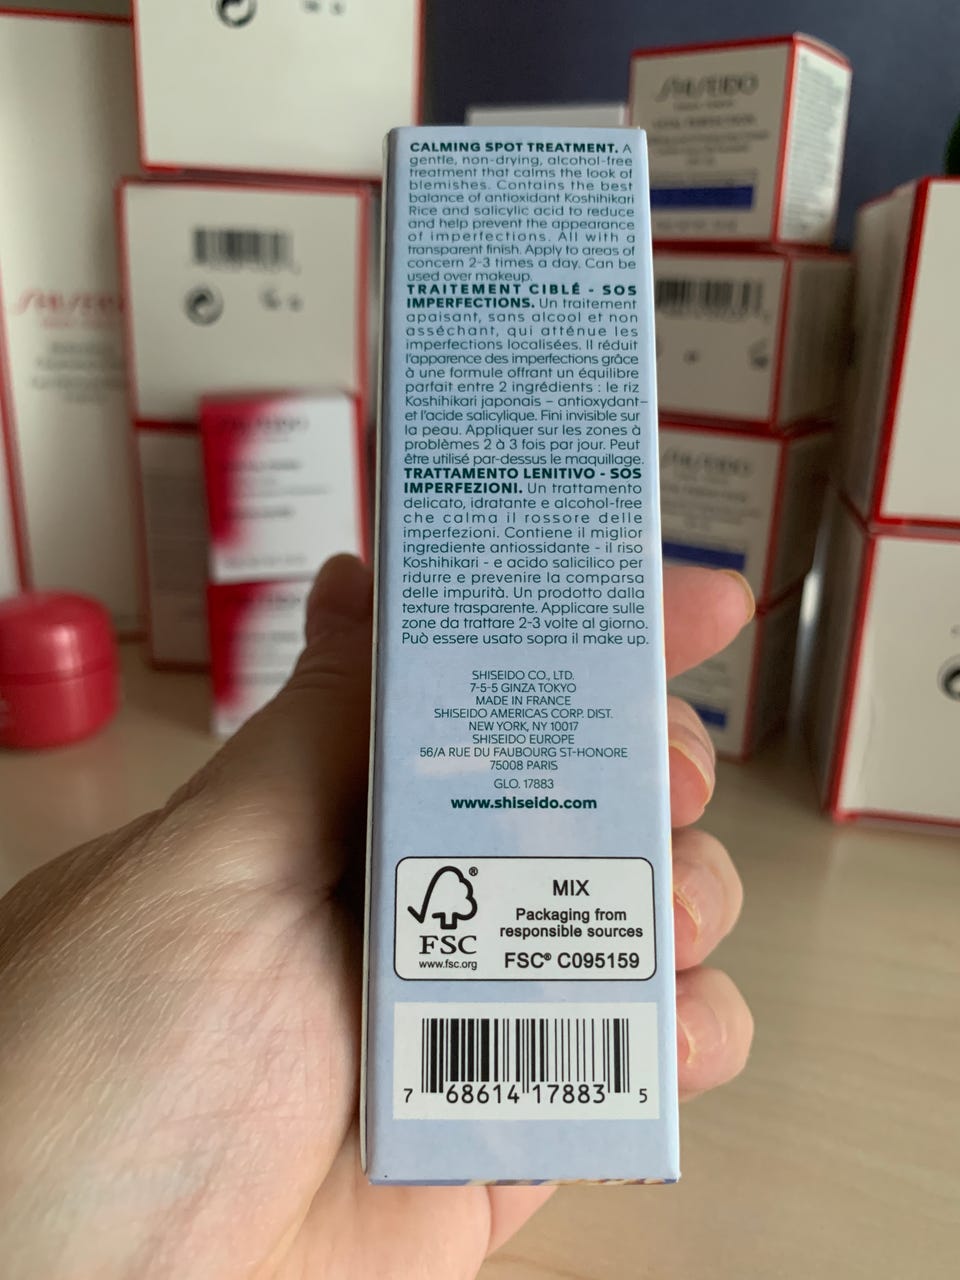 CALMING SPOT TREATMENT. A
gentle, non-drying, alcohol-free
treatment that calms the look of
blemishes. Contains the best
balance of antioxidant Koshihikari
Rice and salicylic acid to reduce
and help prevent the appearance
of imperfections. All with a
transparent finish. Apply to areas of
concern 2-3 times a day. Can be
used over makeup.
TRAITEMENT CIBLÉ - SOS
IMPERFECTIONS. Un traitement
apaisant, sans alcool et non
asséchant, qui atténue les
imperfections localisées. Il réduit
l'apparence des imperfections grâce
à une formule offrant un équilibre
parfait entre 2 ingrédients : le riz
Koshihikari japonais – antioxydant–
et l'acide salicylique. Fini invisible sur
la peau. Appliquer sur les zones à
problèmes 2 à 3 fois par jour. Peut
être utilisé par-dessus le maquillage.
TRATTAMENTO LENITIVO - SOS
IMPERFEZIONI. Un trattamento
delicato, idratante e alcohol-free
che calma il rossore delle
imperfezioni. Contiene il miglior
ingrediente antiossidante - il riso
Koshihikari - e acido salicilico per
ridurre e prevenire la comparsa
delle impurità. Un prodotto dalla
texture trasparente. Applicare sulle
zone da trattare 2-3 volte al giorno.
Può essere usato sopra il make up.
SHISEIDO CO., LTD.
7-5-5 GINZA TOKYO
MADE IN FRANCE
SHISEIDO AMERICAS CORP. DIST.
NEW YORK, NY 10017
SHISEIDO EUROPE
56/A RUE DU FAUBOURG ST-HONORE
75008 PARIS
GLO. 17883
www.shiseido.com
FSC®
www.fsc.org
MIX
Packaging from
responsible sources
FSC® C095159
7 68614 17883 5
SHISEIDO
SHISEIDO
SHISEIDO